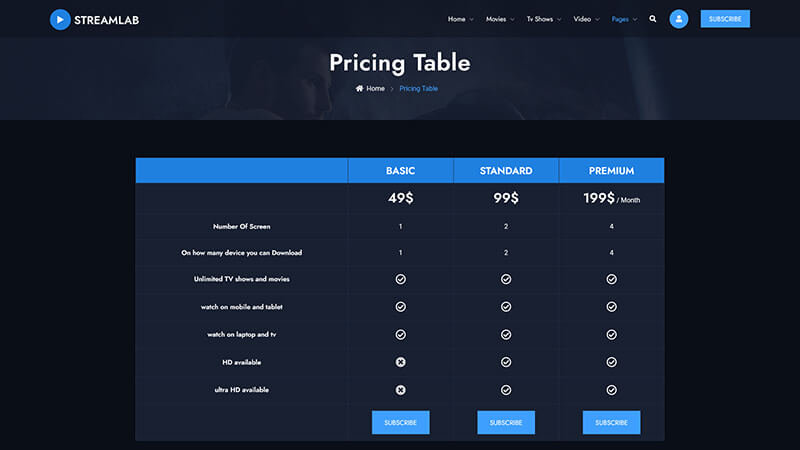 STREAMLAB Home Movies Tv Shows Video Pages SUBSCRIBE
Pricing Table
Home > Pricing Table
BASIC STANDARD PREMIUM
49$ 99$ 199$ / Month
Number Of Screen 1 2 4
On how many device you can Download 1 2 4
Unlimited TV shows and movies
watch on mobile and tablet
watch on laptop and tv
HD available
ultra HD available
SUBSCRIBE SUBSCRIBE SUBSCRIBE